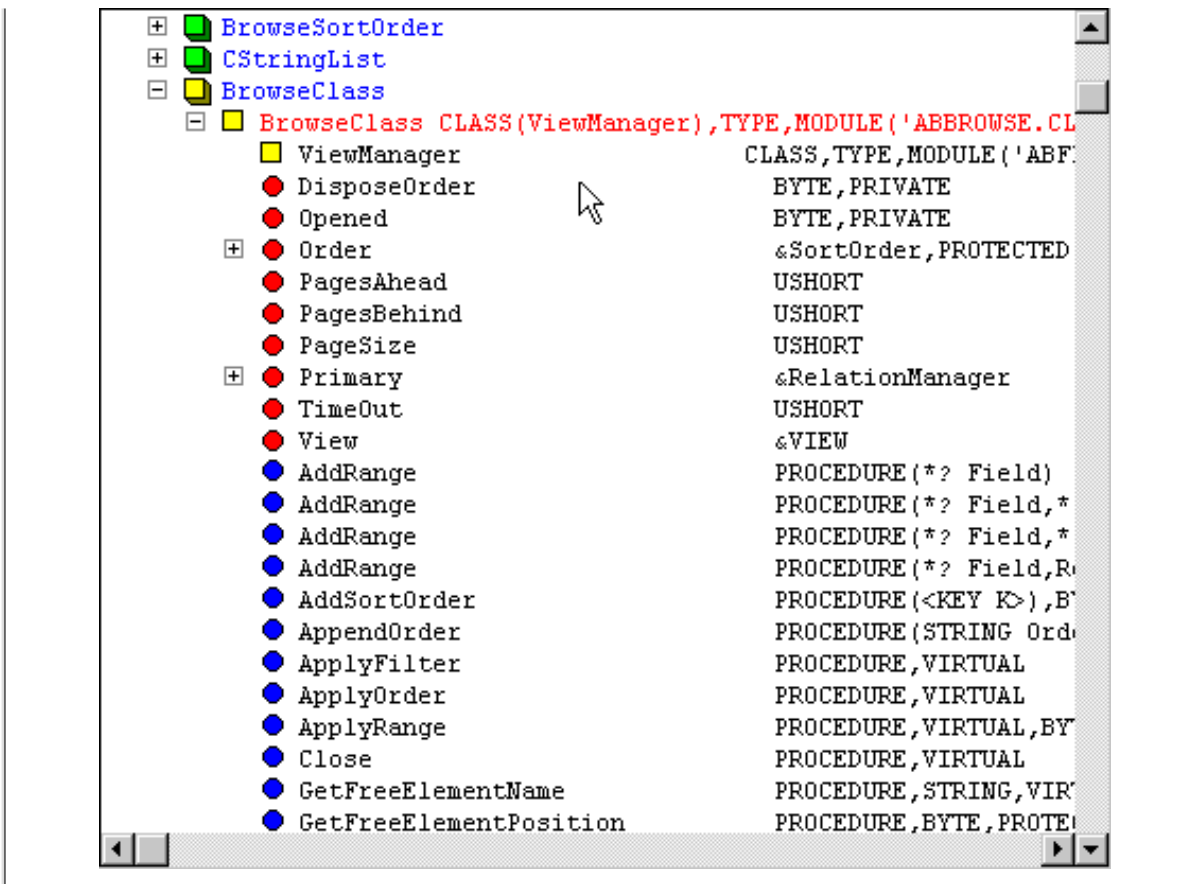 BrowseSortOrder
CStringList
BrowseClass
BrowseClass CLASS(ViewManager),TYPE,MODULE('ABBROWSE.CL
ViewManager CLASS,TYPE,MODULE('ABF
DisposeOrder BYTE,PRIVATE
Opened BYTE,PRIVATE
Order &SortOrder,PROTECTED
PagesAhead USHORT
PagesBehind USHORT
PageSize USHORT
Primary &RelationManager
TimeOut USHORT
View &VIEW
AddRange PROCEDURE(*? Field)
AddRange PROCEDURE(*? Field,*
AddRange PROCEDURE(*? Field,*
AddRange PROCEDURE(*? Field,R
AddSortOrder PROCEDURE(<KEY K>),B
AppendOrder PROCEDURE(STRING Ord
ApplyFilter PROCEDURE,VIRTUAL
ApplyOrder PROCEDURE,VIRTUAL
ApplyRange PROCEDURE,VIRTUAL,BY
Close PROCEDURE,VIRTUAL
GetFreeElementName PROCEDURE,STRING,VIR
GetFreeElementPosition PROCEDURE,BYTE,PROTE